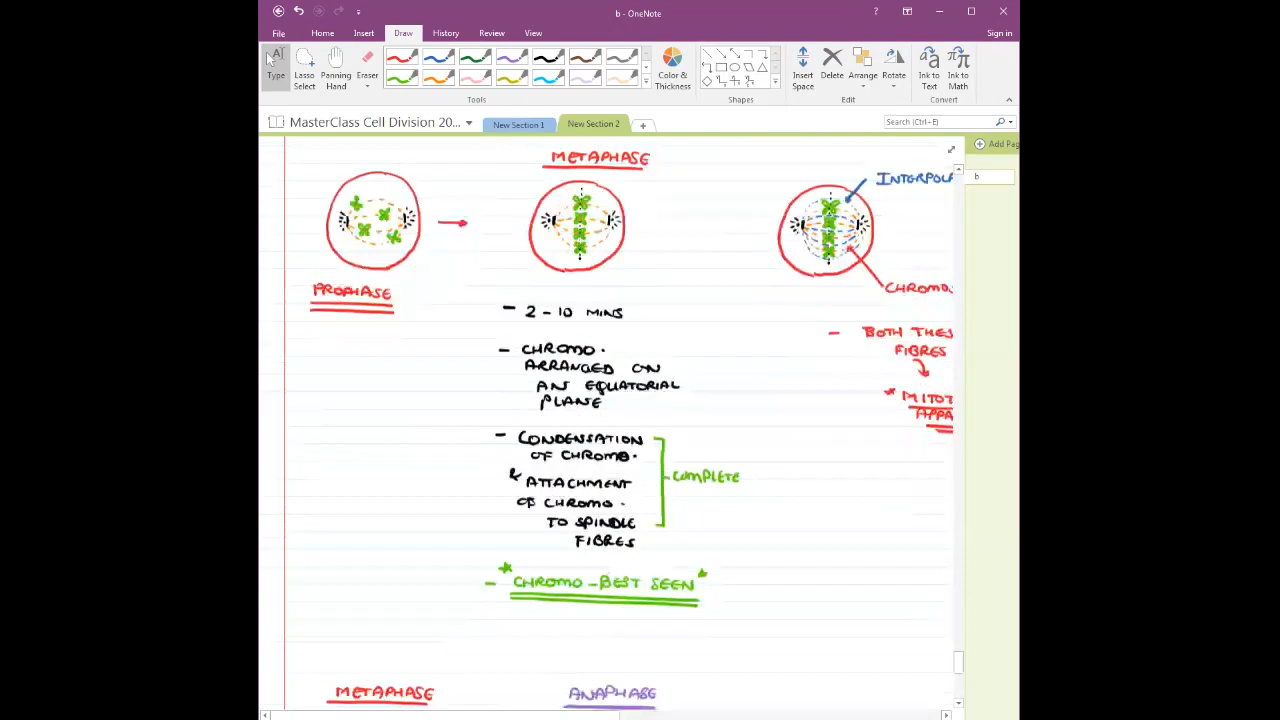 b - OneNote
? Sign in
File Home Insert Draw History Review View
Type
Lasso Select
Panning Hand
Eraser
Color & Thickness
Insert Space
Delete
Arrange
Rotate
Ink to Text
Ink to Math
Tools
Shapes
Edit
Convert
MasterClass Cell Division 20...
New Section 1
New Section 2
Search (Ctrl+E)
Add Pag
b
METAPHASE
INTERPOLA
PROPHASE
CHROMO
- 2 - 10 MINS
- CHROMO.
ARRANGED ON
AN EQUATORIAL
PLANE
- CONDENSATION
OF CHROMO.
& ATTACHMENT
OF CHROMO.
TO SPINDLE
FIBRES
COMPLETE
- * CHROMO - BEST SEEN *
- BOTH THES
FIBRES
* MITOT
APPA
METAPHASE
ANAPHASE